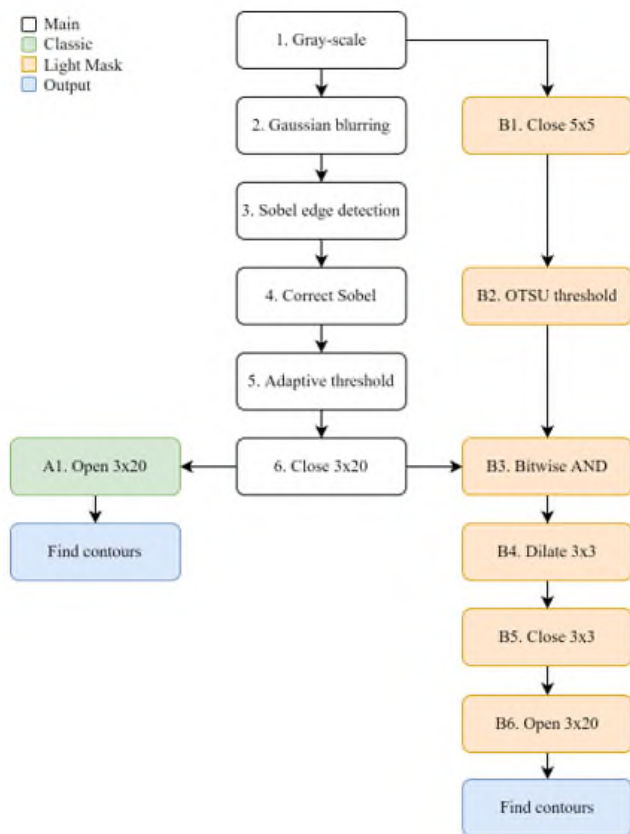 Main
Classic
Light Mask
Output
1. Gray-scale
2. Gaussian blurring
B1. Close 5x5
3. Sobel edge detection
4. Correct Sobel
B2. OTSU threshold
5. Adaptive threshold
A1. Open 3x20
6. Close 3x20
B3. Bitwise AND
Find contours
B4. Dilate 3x3
B5. Close 3x3
B6. Open 3x20
Find contours